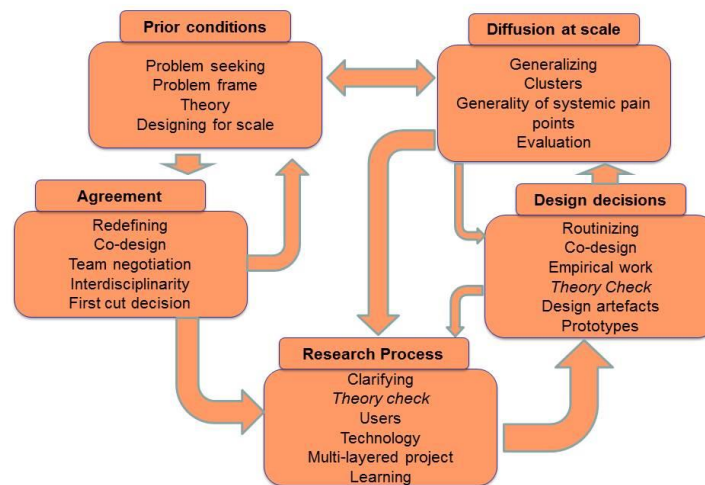 Prior conditions
Problem seeking
Problem frame
Theory
Designing for scale
Diffusion at scale
Generalizing
Clusters
Generality of systemic pain
points
Evaluation
Agreement
Redefining
Co-design
Team negotiation
Interdisciplinarity
First cut decision
Design decisions
Routinizing
Co-design
Empirical work
Theory Check
Design artefacts
Prototypes
Research Process
Clarifying
Theory check
Users
Technology
Multi-layered project
Learning